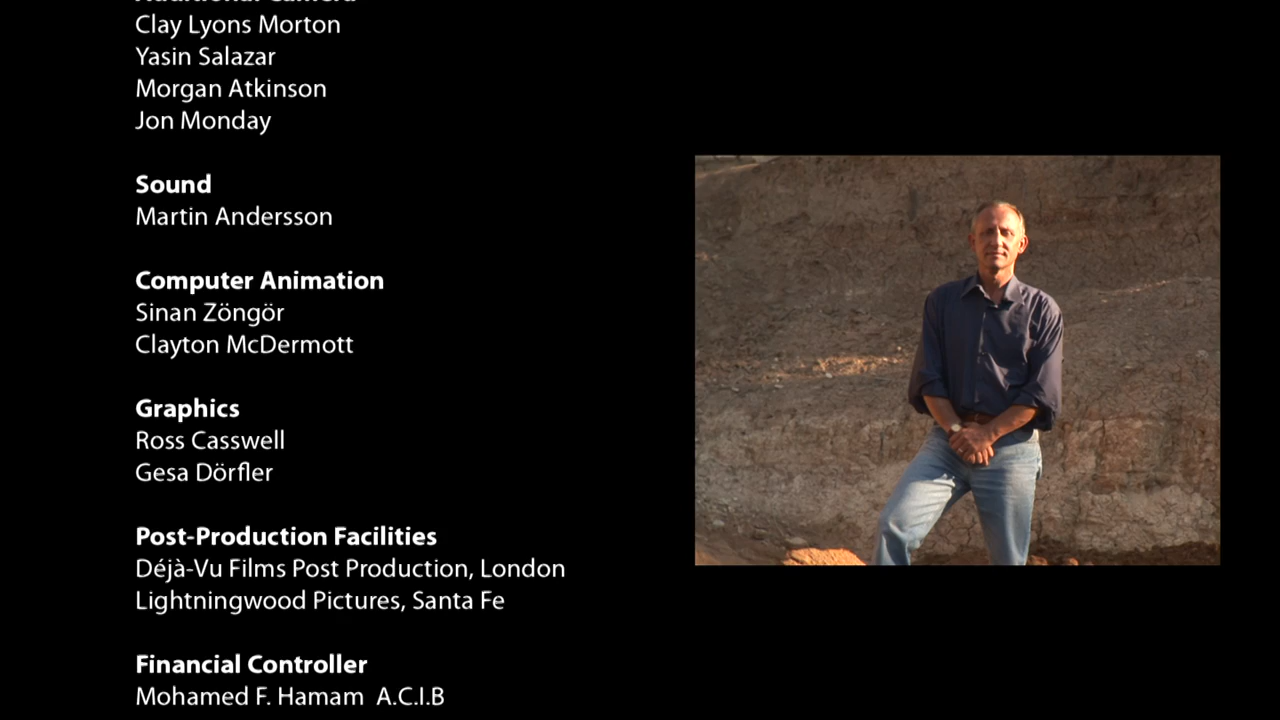 Additional Camera
Clay Lyons Morton
Yasin Salazar
Morgan Atkinson
Jon Monday
Sound
Martin Andersson
Computer Animation
Sinan Zöngör
Clayton McDermott
Graphics
Ross Casswell
Gesa Dörfler
Post-Production Facilities
Déjà-Vu Films Post Production, London
Lightningwood Pictures, Santa Fe
Financial Controller
Mohamed F. Hamam A.C.I.B